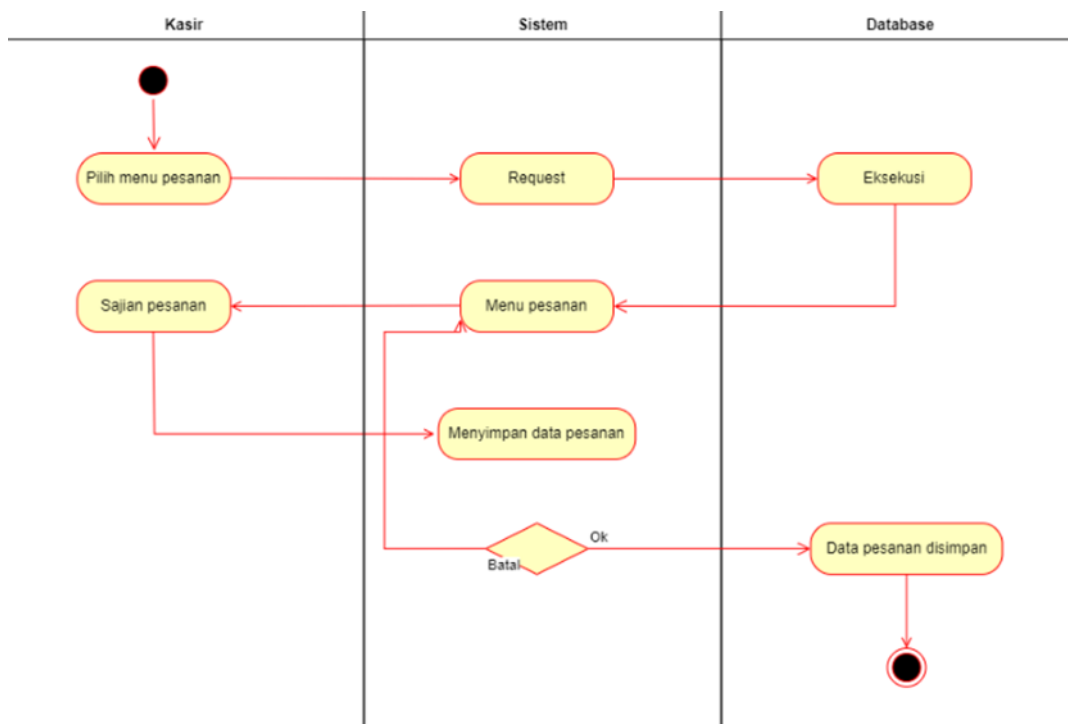 Kasir
Sistem
Database
Pilih menu pesanan
Request
Eksekusi
Sajian pesanan
Menu pesanan
Menyimpan data pesanan
Ok
Batal
Data pesanan disimpan